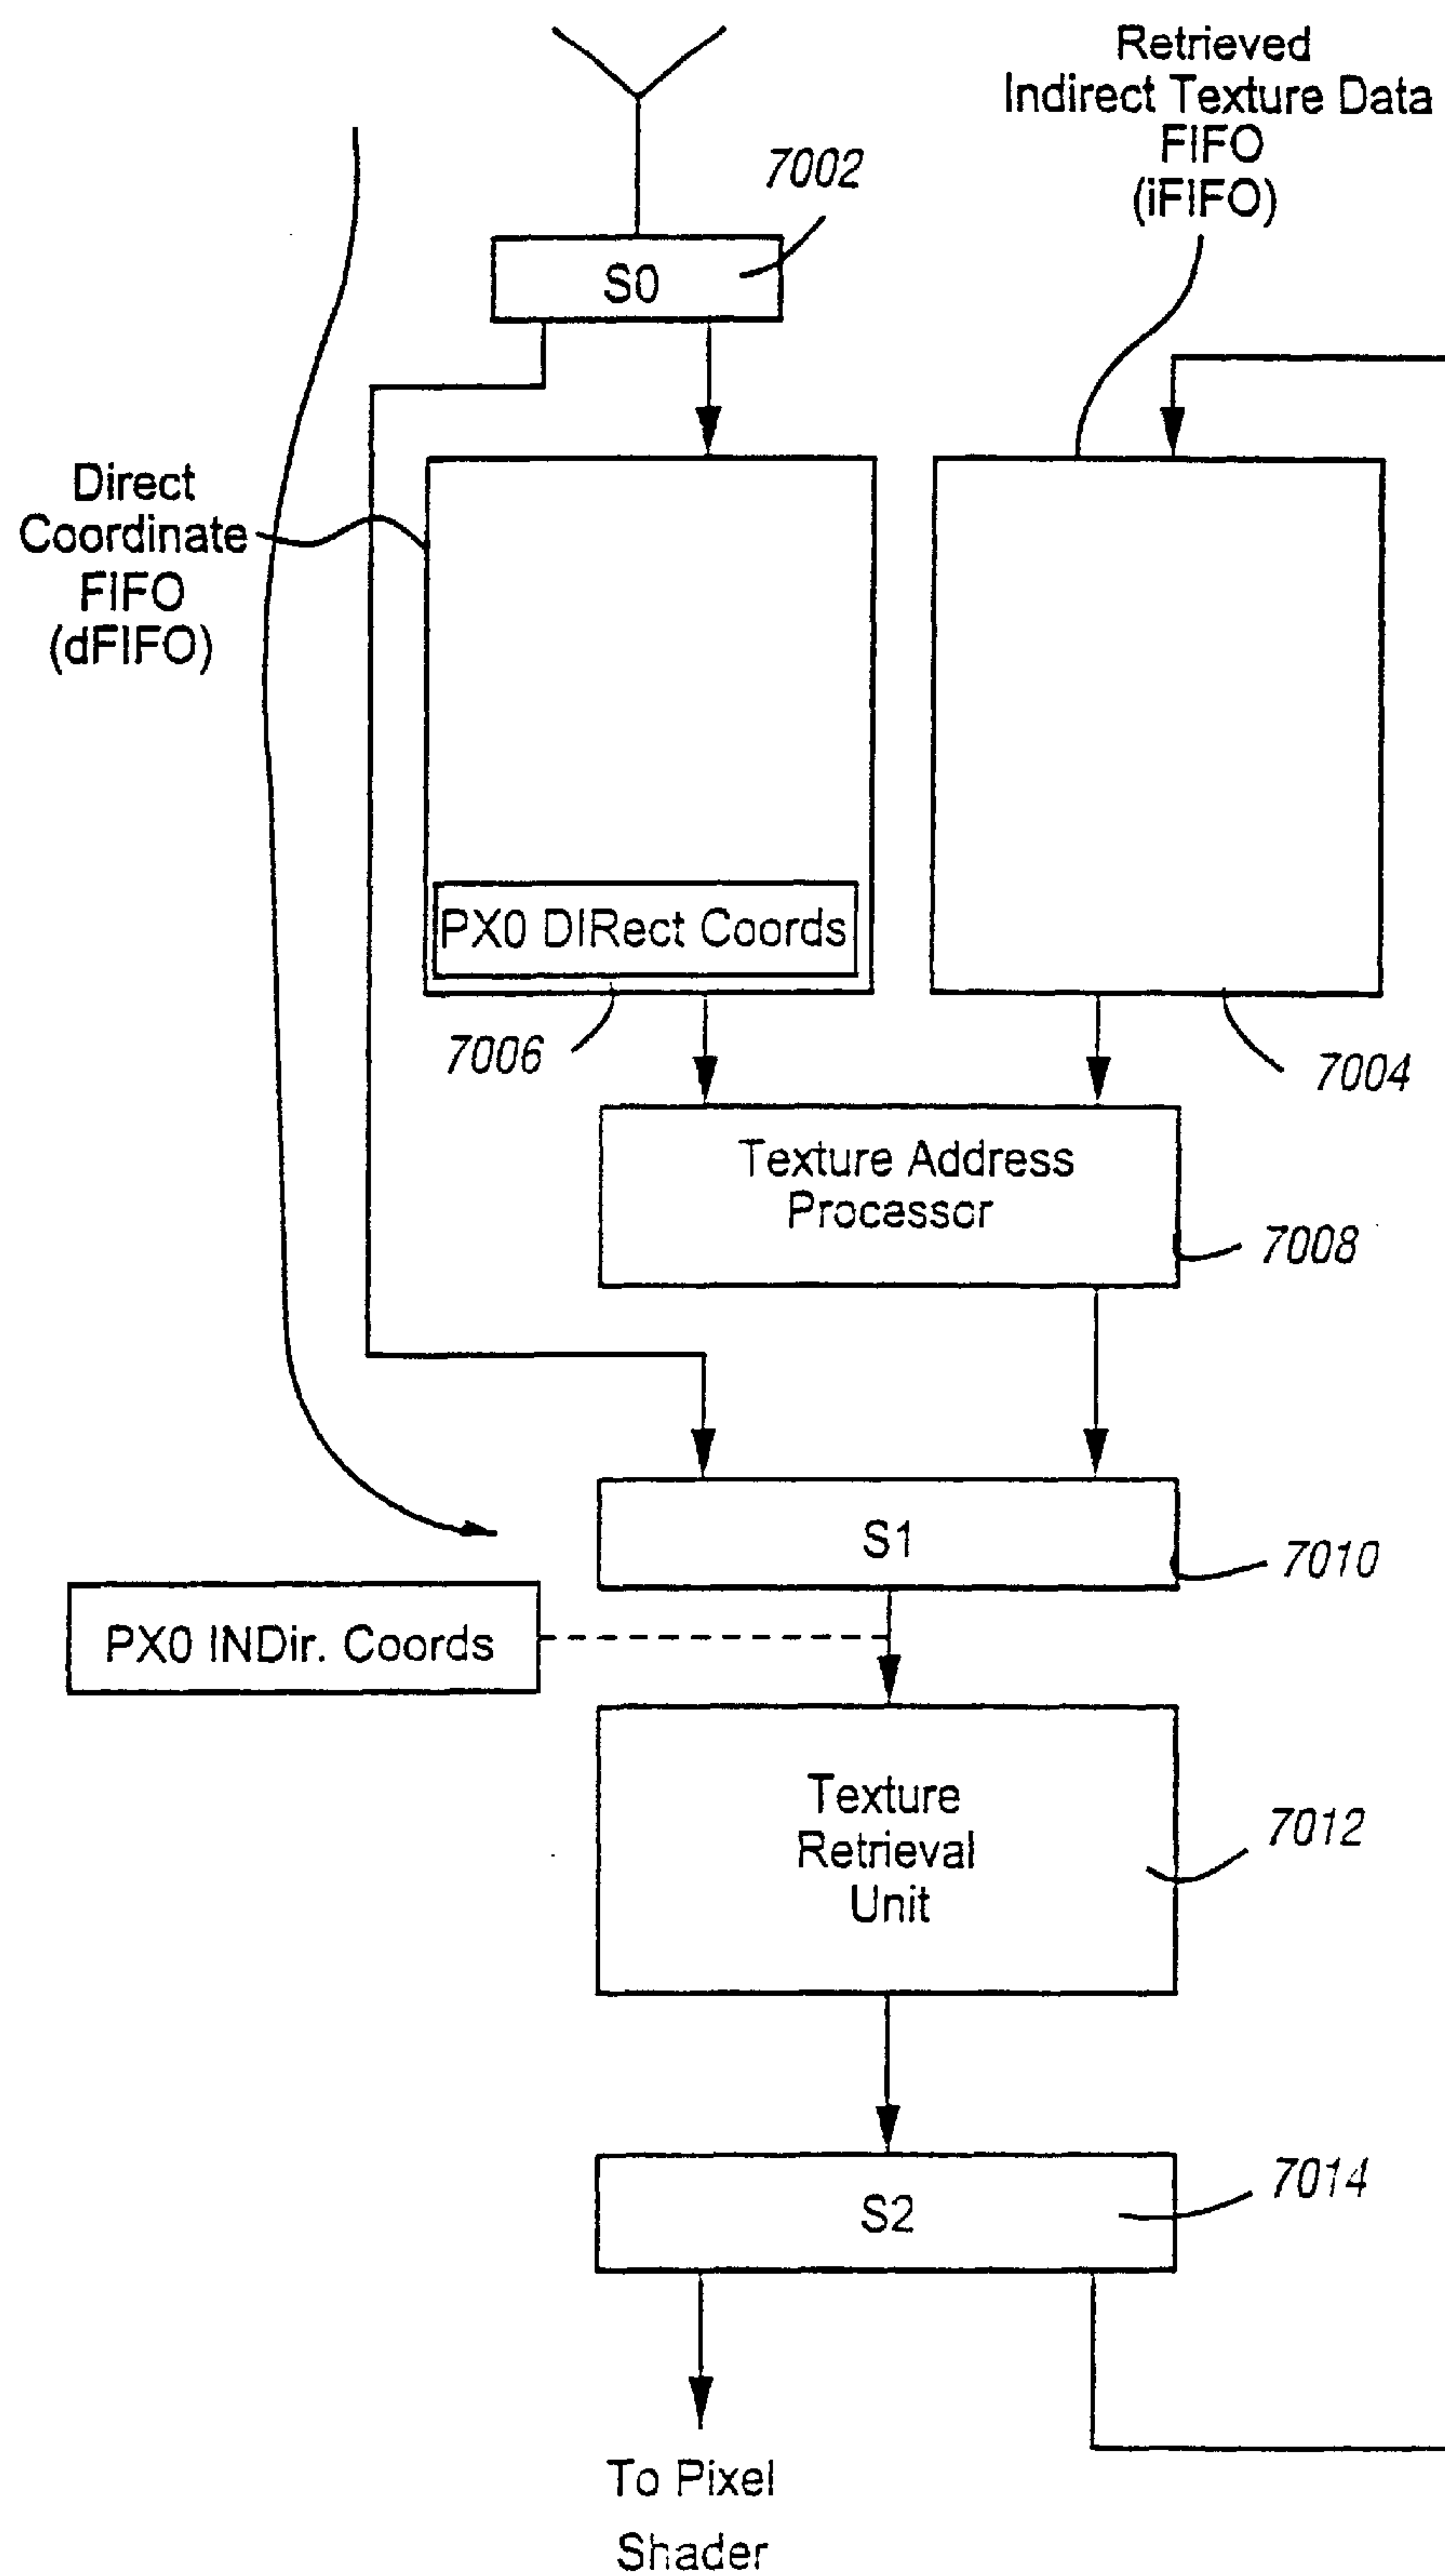 Retrieved
Indirect Texture Data
FIFO
(iFIFO)
7002
S0
Direct
Coordinate
FIFO
(dFIFO)
PX0 DIRect Coords
7006
7004
Texture Address
Processor
7008
S1
7010
PX0 INDir. Coords
Texture
Retrieval
Unit
7012
S2
7014
To Pixel
Shader